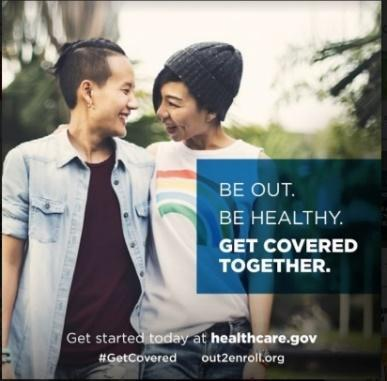 BE OUT.
BE HEALTHY.
GET COVERED
TOGETHER.
Get started today at healthcare.gov
#GetCovered out2enroll.org